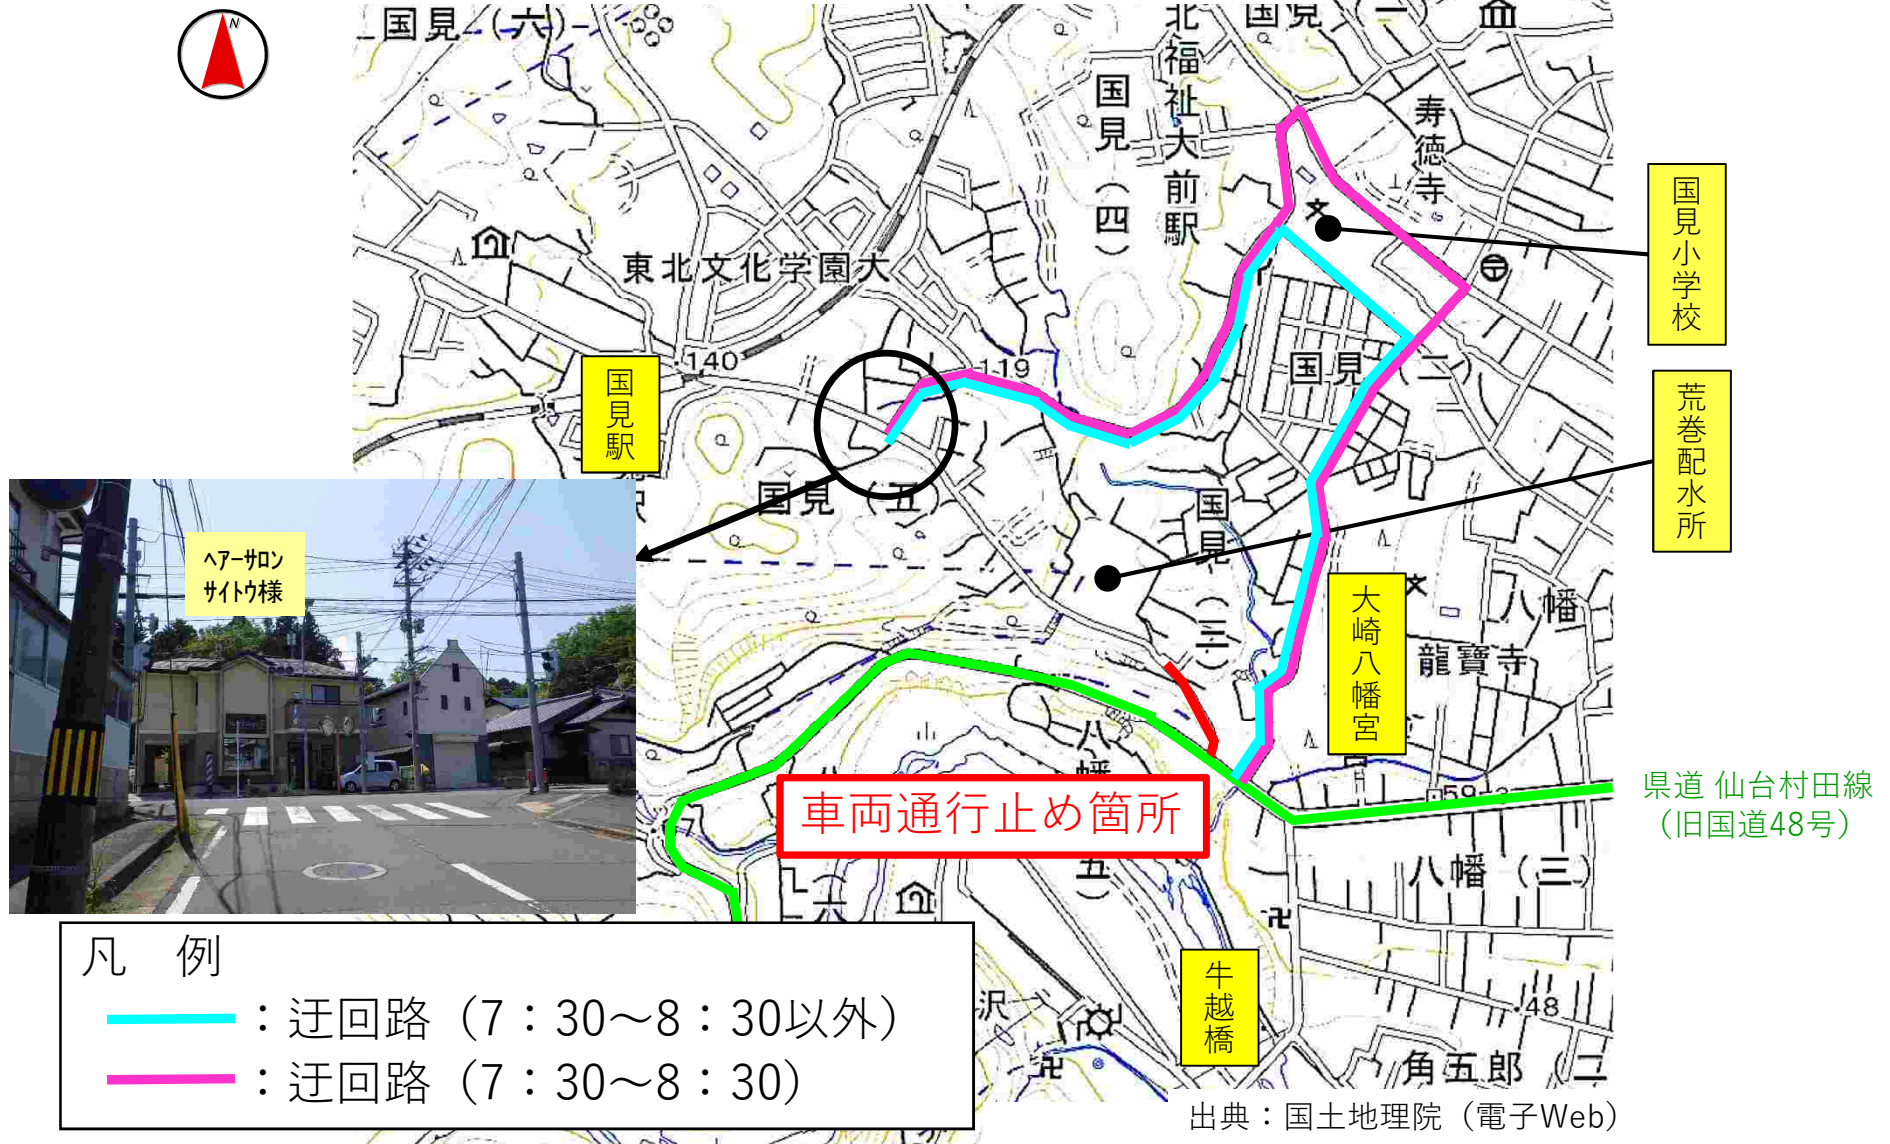 N
国見(六)
北福祉大前駅
国見(一)
国見(四)
寿徳寺
国見小学校
東北文化学園大
140
119
国見駅
国見(二)
荒巻配水所
国見(五)
国見(三)
ヘアーサロン
サイトウ様
大崎八幡宮
八幡
龍寶寺
車両通行止め箇所
県道 仙台村田線
(旧国道48号)
59.3
八幡(三)
牛越橋
48
角五郎(二
沢
凡　例
：迂回路（7：30～8：30以外）
：迂回路（7：30～8：30）
出典：国土地理院（電子Web）